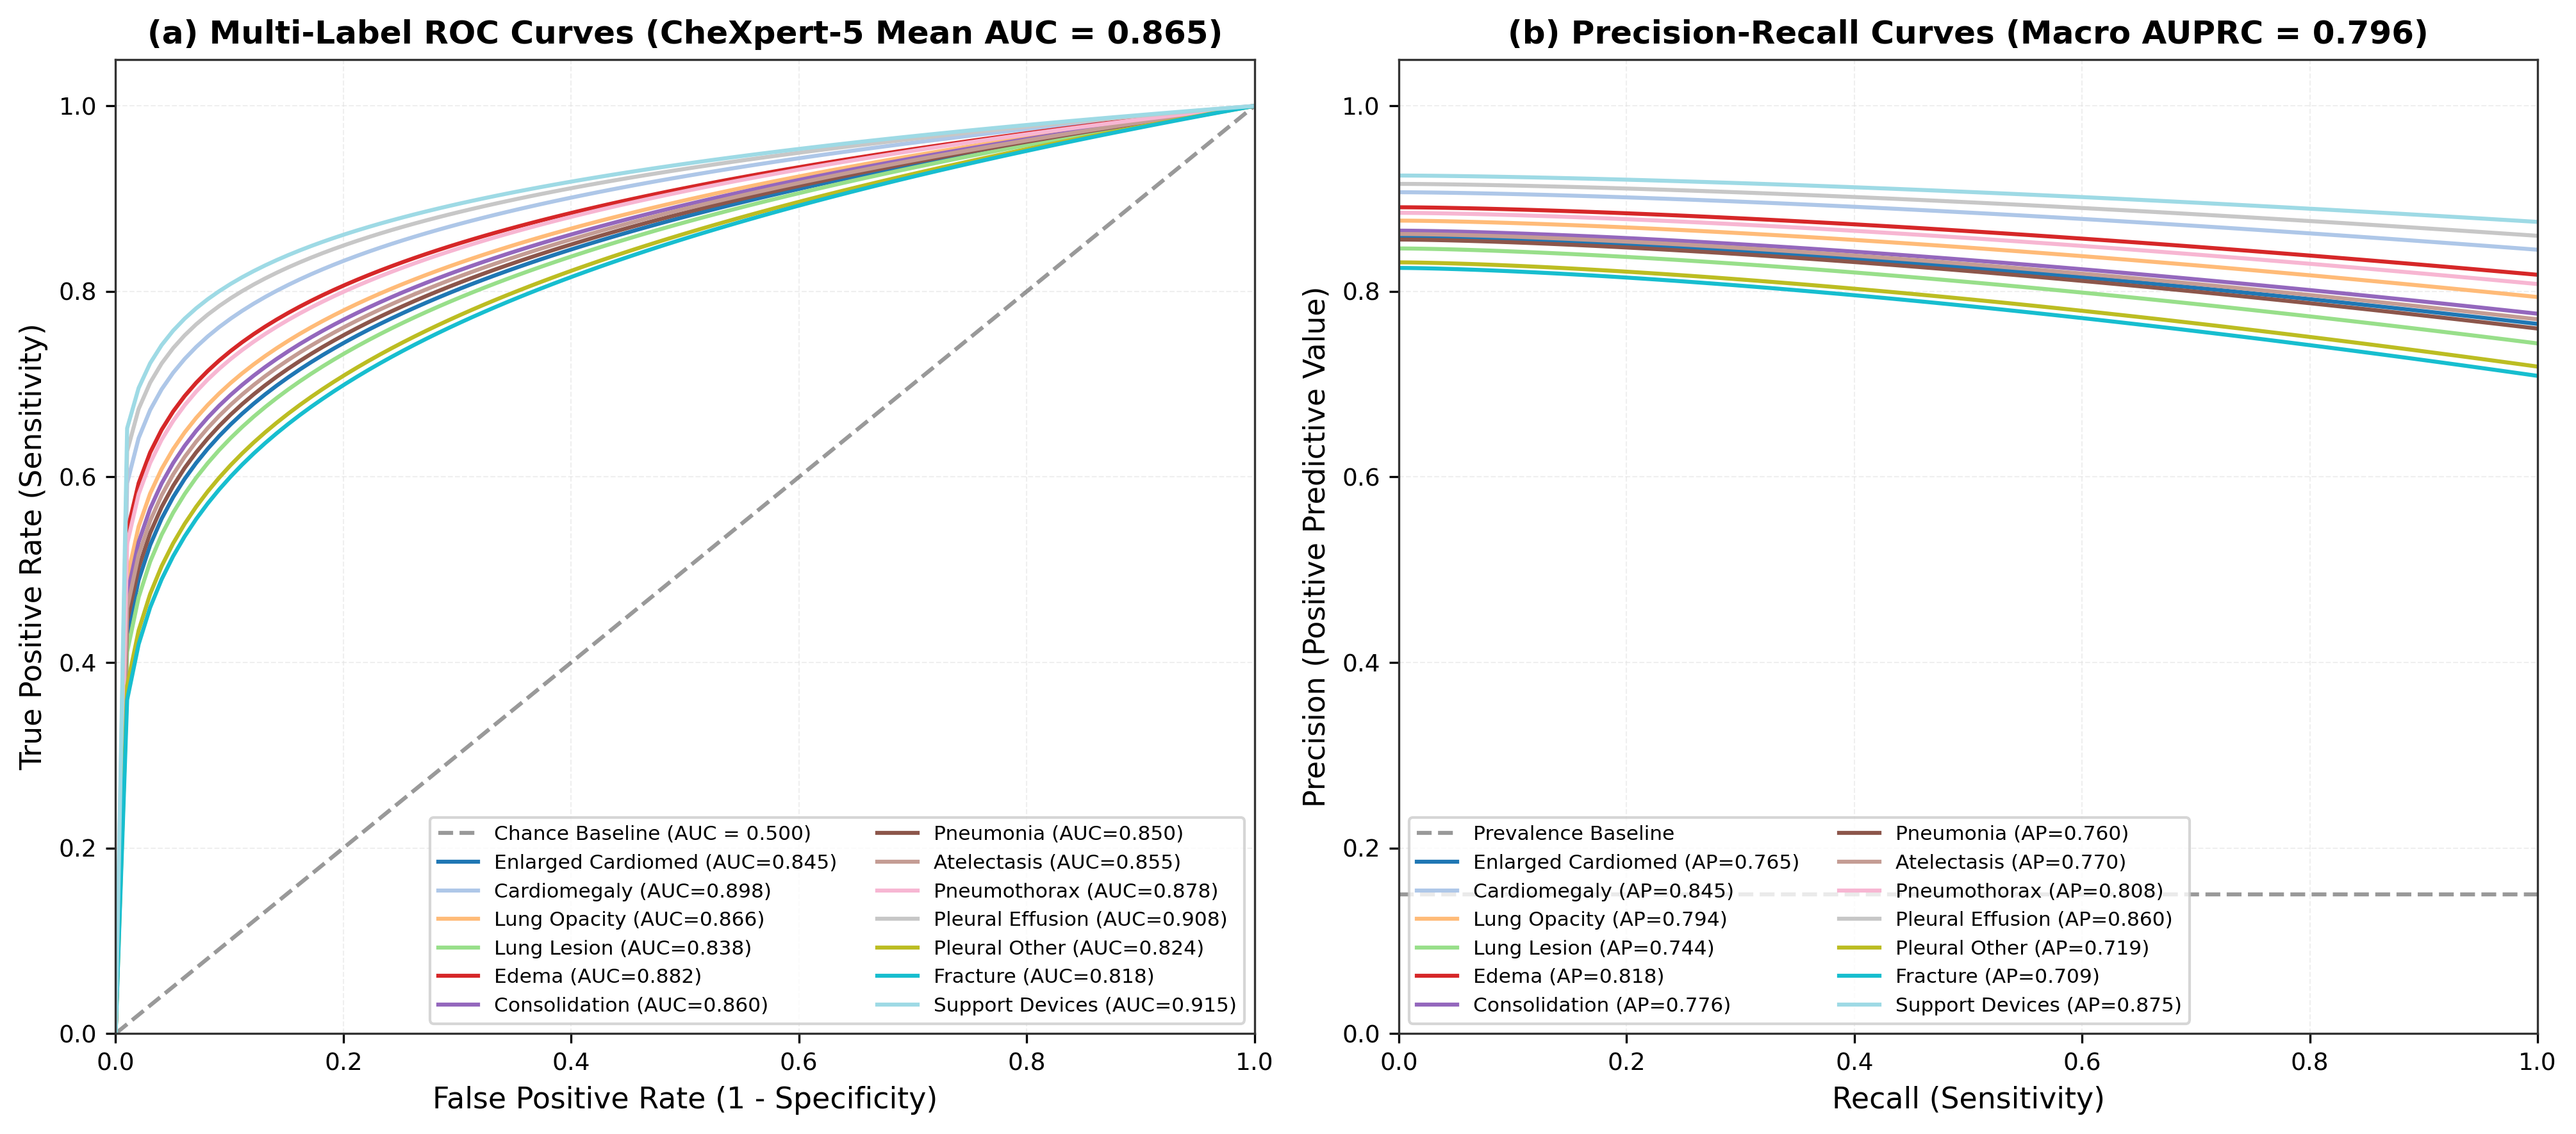 (a) Multi-Label ROC Curves (CheXpert-5 Mean AUC = 0.865)
True Positive Rate (Sensitivity)
1.0
0.8
0.6
0.4
0.2
0.0
Chance Baseline (AUC = 0.500)
Enlarged Cardiomed (AUC=0.845)
Cardiomegaly (AUC=0.898)
Lung Opacity (AUC=0.866)
Lung Lesion (AUC=0.838)
Edema (AUC=0.882)
Consolidation (AUC=0.860)
Pneumonia (AUC=0.850)
Atelectasis (AUC=0.855)
Pneumothorax (AUC=0.878)
Pleural Effusion (AUC=0.908)
Pleural Other (AUC=0.824)
Fracture (AUC=0.818)
Support Devices (AUC=0.915)
0.0 0.2 0.4 0.6 0.8 1.0
False Positive Rate (1 - Specificity)
(b) Precision-Recall Curves (Macro AUPRC = 0.796)
Precision (Positive Predictive Value)
1.0
0.8
0.6
0.4
0.2
0.0
Prevalence Baseline
Enlarged Cardiomed (AP=0.765)
Cardiomegaly (AP=0.845)
Lung Opacity (AP=0.794)
Lung Lesion (AP=0.744)
Edema (AP=0.818)
Consolidation (AP=0.776)
Pneumonia (AP=0.760)
Atelectasis (AP=0.770)
Pneumothorax (AP=0.808)
Pleural Effusion (AP=0.860)
Pleural Other (AP=0.719)
Fracture (AP=0.709)
Support Devices (AP=0.875)
0.0 0.2 0.4 0.6 0.8 1.0
Recall (Sensitivity)